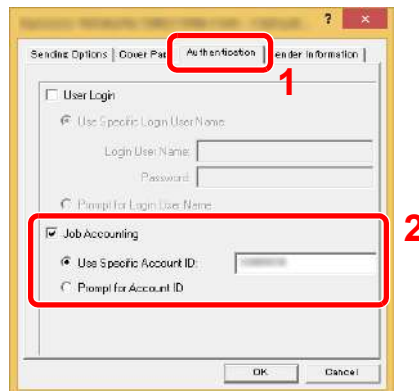 ? ×
Sending Options Cover Pag Authentication ender Information
1
User Login
Use Specific Login User Name
Login User Name:
Password:
Prompt for Login User Name
2
Job Accounting
Use Specific Account ID:
Prompt for Account ID
OK Cancel